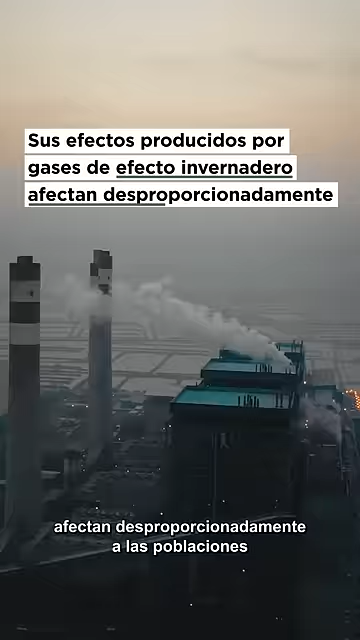 Sus efectos producidos por
gases de efecto invernadero
afectan desproporcionadamente
afectan desproporcionadamente
a las poblaciones